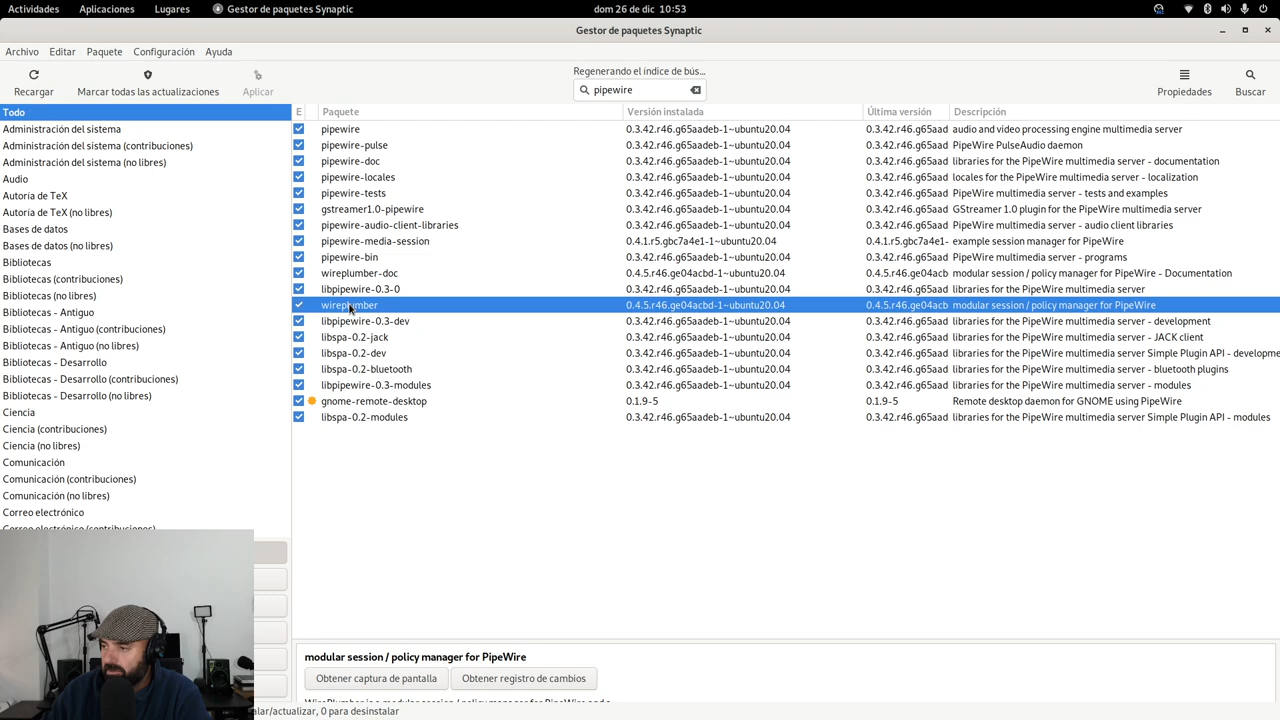 Actividades Aplicaciones Lugares Gestor de paquetes Synaptic dom 26 de dic 10:53
Gestor de paquetes Synaptic
Archivo Editar Paquete Configuración Ayuda
Recargar Marcar todas las actualizaciones Aplicar Regenerando el índice de bús... pipewire Propiedades Buscar
Todo
Administración del sistema
Administración del sistema (contribuciones)
Administración del sistema (no libres)
Audio
Autoría de TeX
Autoría de TeX (no libres)
Bases de datos
Bases de datos (no libres)
Bibliotecas
Bibliotecas (contribuciones)
Bibliotecas (no libres)
Bibliotecas - Antiguo
Bibliotecas - Antiguo (contribuciones)
Bibliotecas - Antiguo (no libres)
Bibliotecas - Desarrollo
Bibliotecas - Desarrollo (contribuciones)
Bibliotecas - Desarrollo (no libres)
Ciencia
Ciencia (contribuciones)
Ciencia (no libres)
Comunicación
Comunicación (contribuciones)
Comunicación (no libres)
Correo electrónico
Correo electrónico (contribuciones)
E Paquete Versión instalada Última versión Descripción
pipewire 0.3.42.r46.g65aadeb-1~ubuntu20.04 0.3.42.r46.g65aad audio and video processing engine multimedia server
pipewire-pulse 0.3.42.r46.g65aadeb-1~ubuntu20.04 0.3.42.r46.g65aad PipeWire PulseAudio daemon
pipewire-doc 0.3.42.r46.g65aadeb-1~ubuntu20.04 0.3.42.r46.g65aad libraries for the PipeWire multimedia server - documentation
pipewire-locales 0.3.42.r46.g65aadeb-1~ubuntu20.04 0.3.42.r46.g65aad locales for the PipeWire multimedia server - localization
pipewire-tests 0.3.42.r46.g65aadeb-1~ubuntu20.04 0.3.42.r46.g65aad PipeWire multimedia server - tests and examples
gstreamer1.0-pipewire 0.3.42.r46.g65aadeb-1~ubuntu20.04 0.3.42.r46.g65aad GStreamer 1.0 plugin for the PipeWire multimedia server
pipewire-audio-client-libraries 0.3.42.r46.g65aadeb-1~ubuntu20.04 0.3.42.r46.g65aad PipeWire multimedia server - audio client libraries
pipewire-media-session 0.4.1.r5.gbc7a4e1-1~ubuntu20.04 0.4.1.r5.gbc7a4e1- example session manager for PipeWire
pipewire-bin 0.3.42.r46.g65aadeb-1~ubuntu20.04 0.3.42.r46.g65aad PipeWire multimedia server - programs
wireplumber-doc 0.4.5.r46.ge04acbd-1~ubuntu20.04 0.4.5.r46.ge04acb modular session / policy manager for PipeWire - Documentation
libpipewire-0.3-0 0.3.42.r46.g65aadeb-1~ubuntu20.04 0.3.42.r46.g65aad libraries for the PipeWire multimedia server
wireplumber 0.4.5.r46.ge04acbd-1~ubuntu20.04 0.4.5.r46.ge04acb modular session / policy manager for PipeWire
libpipewire-0.3-dev 0.3.42.r46.g65aadeb-1~ubuntu20.04 0.3.42.r46.g65aad libraries for the PipeWire multimedia server - development
libspa-0.2-jack 0.3.42.r46.g65aadeb-1~ubuntu20.04 0.3.42.r46.g65aad libraries for the PipeWire multimedia server - JACK client
libspa-0.2-dev 0.3.42.r46.g65aadeb-1~ubuntu20.04 0.3.42.r46.g65aad libraries for the PipeWire multimedia server Simple Plugin API - developme
libspa-0.2-bluetooth 0.3.42.r46.g65aadeb-1~ubuntu20.04 0.3.42.r46.g65aad libraries for the PipeWire multimedia server - bluetooth plugins
libpipewire-0.3-modules 0.3.42.r46.g65aadeb-1~ubuntu20.04 0.3.42.r46.g65aad libraries for the PipeWire multimedia server - modules
gnome-remote-desktop 0.1.9-5 0.1.9-5 Remote desktop daemon for GNOME using PipeWire
libspa-0.2-modules 0.3.42.r46.g65aadeb-1~ubuntu20.04 0.3.42.r46.g65aad libraries for the PipeWire multimedia server Simple Plugin API - modules
modular session / policy manager for PipeWire
Obtener captura de pantalla Obtener registro de cambios
WirePlumber is a modular session / policy manager for PipeWire and a
alar/actualizar, 0 para desinstalar